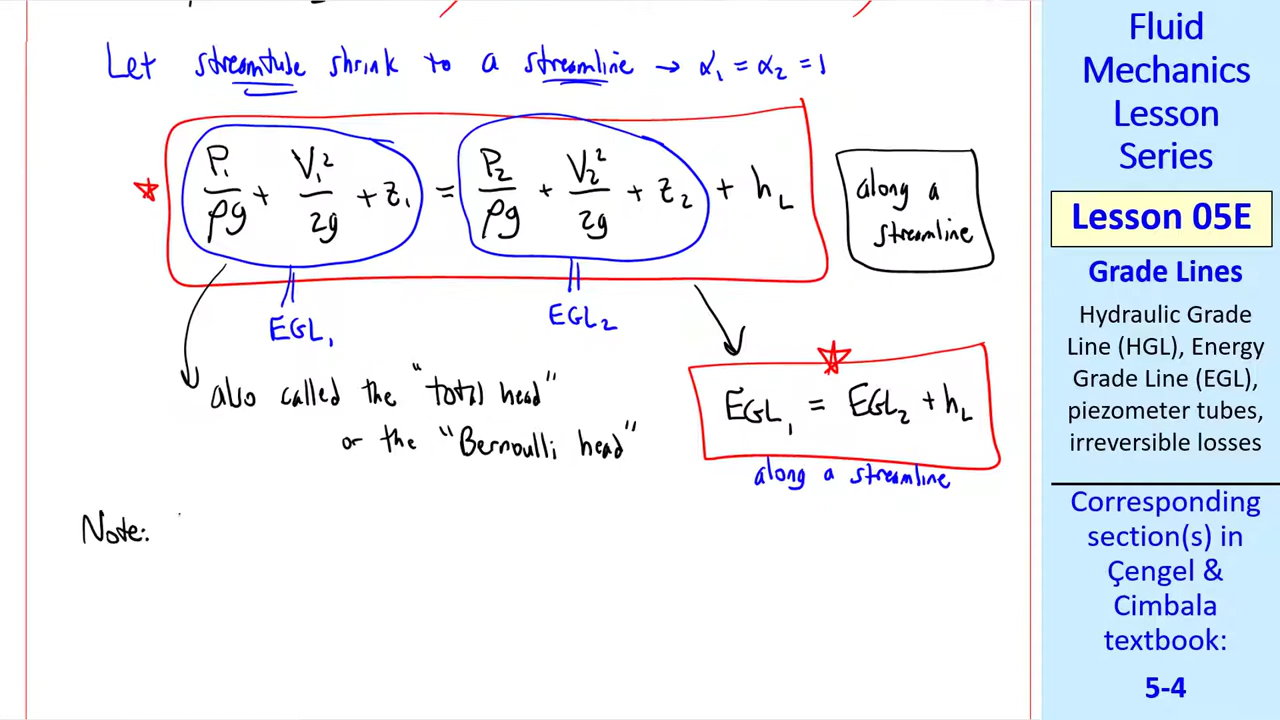 Let streamtube shrink to a streamline → α₁ = α₂ = 1
* P₁/ρg + V₁²/2g + z₁ = P₂/ρg + V₂²/2g + z₂ + h_L
along a
streamline
EGL₁
EGL₂
also called the "total head"
or the "Bernoulli head"
EGL₁ = EGL₂ + h_L
along a streamline
Note:
Fluid
Mechanics
Lesson
Series
Lesson 05E
Grade Lines
Hydraulic Grade
Line (HGL), Energy
Grade Line (EGL),
piezometer tubes,
irreversible losses
Corresponding
section(s) in
Çengel &
Cimbala
textbook:
5-4